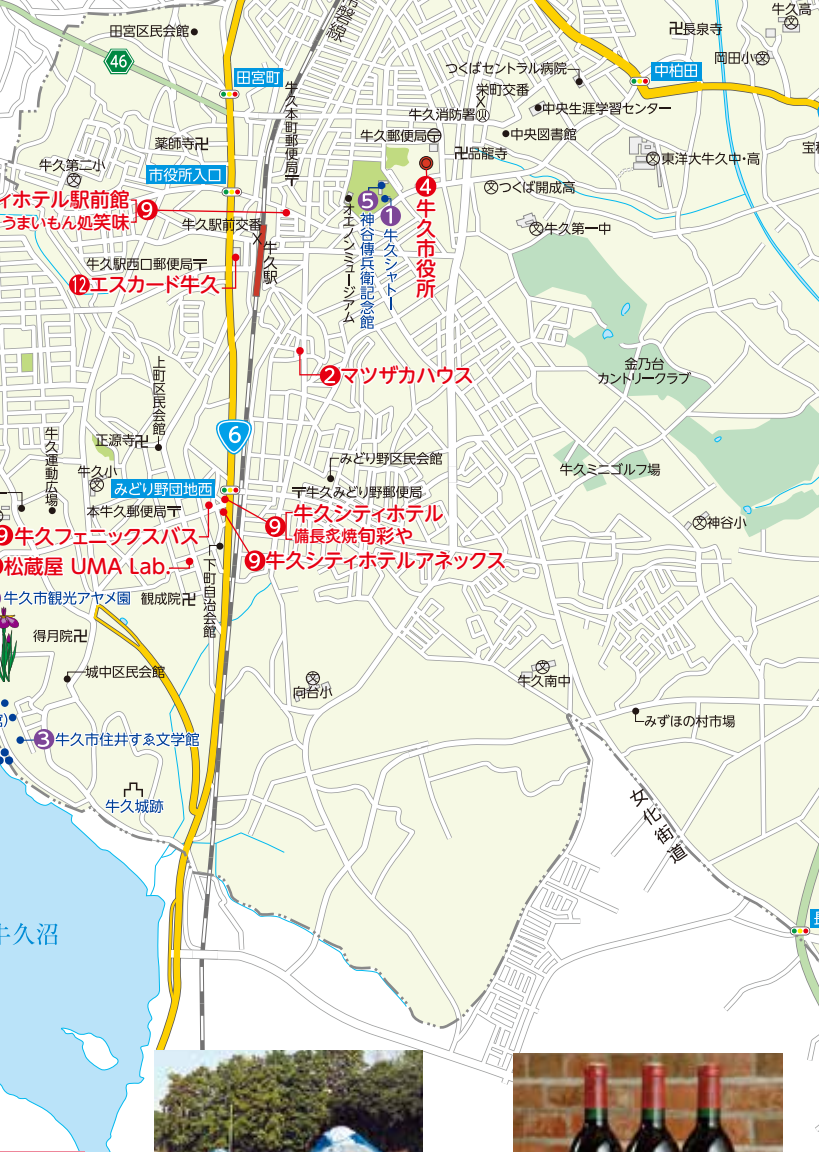 常磐線
田宮区民会館
46
田宮町
牛久高
長泉寺
岡田小
中柏田
つくばセントラル病院
栄町交番
牛久消防署
中央生涯学習センター
牛久本町郵便局
牛久郵便局
中央図書館
薬師寺
品龍寺
東洋大牛久中・高
牛久第二小
市役所入口
つくば開成高
4 牛久市役所
ィホテル駅前館
うまいもん処笑味
9
5 神谷傳兵衛記念館
1 牛久シャトー
オエノンミュージアム
牛久駅前交番
牛久駅
牛久第一中
牛久駅西口郵便局
12 エスカード牛久
2 マツザカハウス
金乃台
カントリークラブ
上町区民会館
6
正源寺
牛久運動広場
牛久小
みどり野区民会館
牛久ミニゴルフ場
みどり野団地西
牛久みどり野郵便局
本牛久郵便局
9 牛久シティホテル
備長炙焼旬彩や
神谷小
9 牛久フェニックスバス
9 牛久シティホテルアネックス
松蔵屋 UMA Lab.
下町自治会館
牛久市観光アヤメ園
観成院
得月院
城中区民会館
向台小
牛久南中
みずほの村市場
3 牛久市住井すゑ文学館
牛久城跡
女化街道
牛久沼